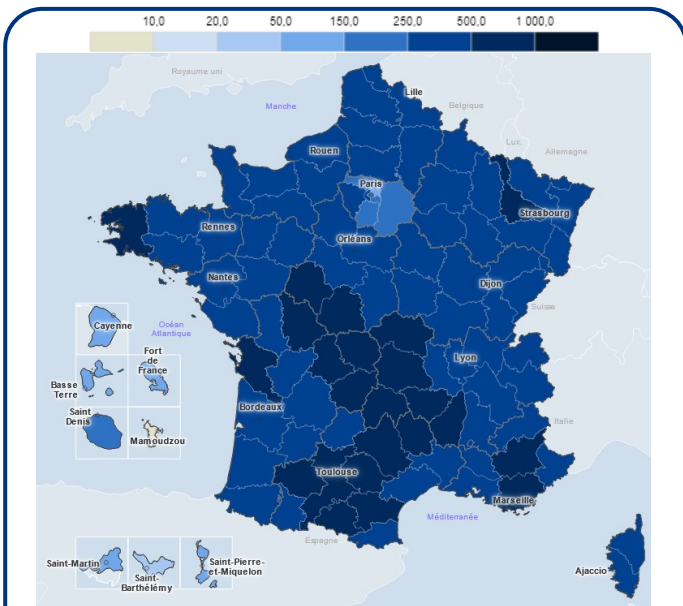 10,0 20,0 50,0 150,0 250,0 500,0 1 000,0
Royaume uni
Lille
Manche
Belgique
Lux.
Allemagne
Rouen
Paris
Strasbourg
Rennes
Orléans
Nantes
Dijon
Suisse
Cayenne
Océan
Atlantique
Fort
de
France
Lyon
Basse
Terre
Bordeaux
Saint
Denis
Italie
Mamoudzou
Toulouse
Marseille
Méditerranée
Espagne
Saint-Martin
Saint-
Barthélémy
Saint-Pierre-
et-Miquelon
Ajaccio